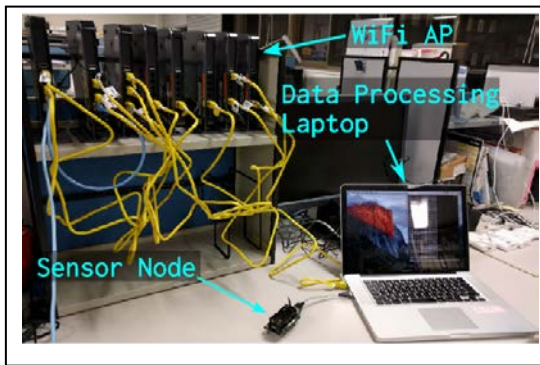 WiFi AP
Data Processing
Laptop
Sensor Node